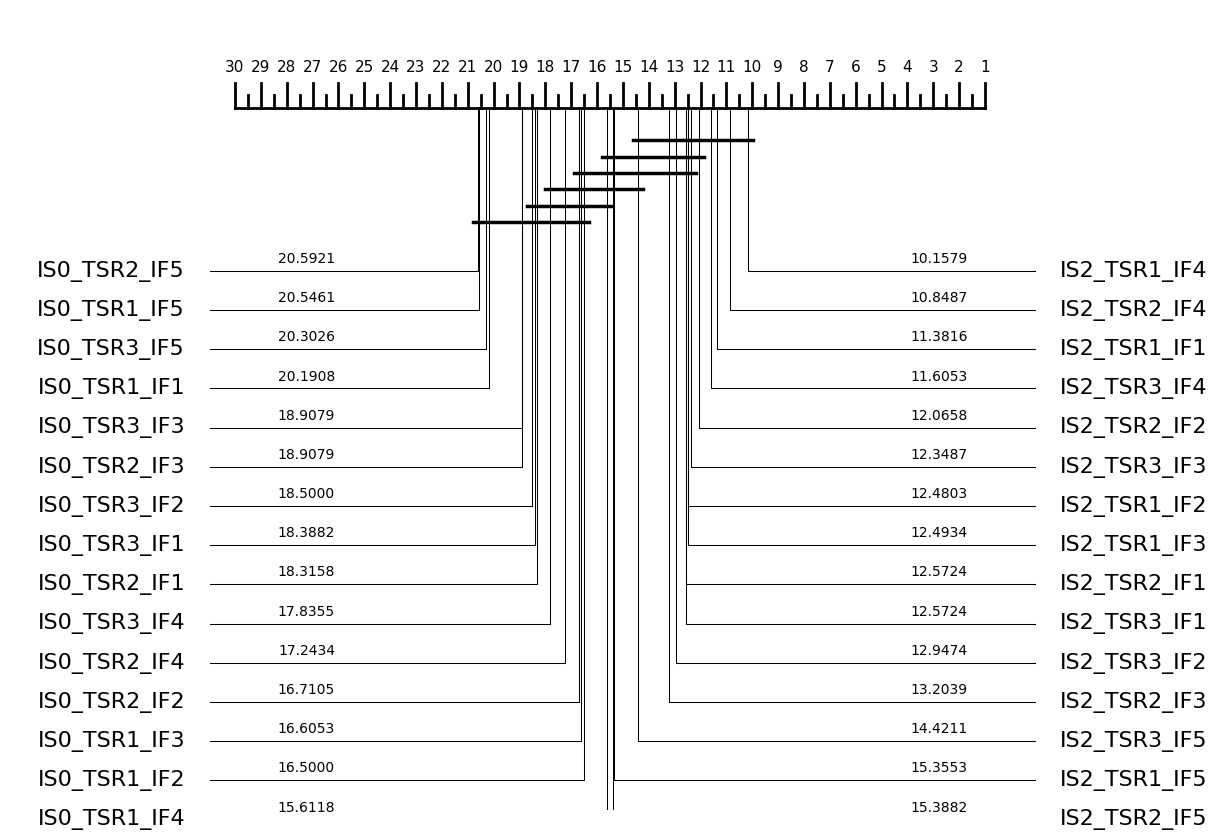 30 29 28 27 26 25 24 23 22 21 20 19 18 17 16 15 14 13 12 11 10 9 8 7 6 5 4 3 2 1
IS0_TSR2_IF5 20.5921 10.1579 IS2_TSR1_IF4
IS0_TSR1_IF5 20.5461 10.8487 IS2_TSR2_IF4
IS0_TSR3_IF5 20.3026 11.3816 IS2_TSR1_IF1
IS0_TSR1_IF1 20.1908 11.6053 IS2_TSR3_IF4
IS0_TSR3_IF3 18.9079 12.0658 IS2_TSR2_IF2
IS0_TSR2_IF3 18.9079 12.3487 IS2_TSR3_IF3
IS0_TSR3_IF2 18.5000 12.4803 IS2_TSR1_IF2
IS0_TSR3_IF1 18.3882 12.4934 IS2_TSR1_IF3
IS0_TSR2_IF1 18.3158 12.5724 IS2_TSR2_IF1
IS0_TSR3_IF4 17.8355 12.5724 IS2_TSR3_IF1
IS0_TSR2_IF4 17.2434 12.9474 IS2_TSR3_IF2
IS0_TSR2_IF2 16.7105 13.2039 IS2_TSR2_IF3
IS0_TSR1_IF3 16.6053 14.4211 IS2_TSR3_IF5
IS0_TSR1_IF2 16.5000 15.3553 IS2_TSR1_IF5
IS0_TSR1_IF4 15.6118 15.3882 IS2_TSR2_IF5